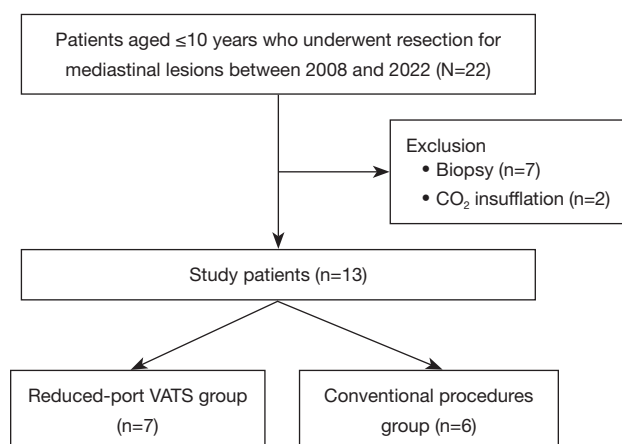 Patients aged ≤10 years who underwent resection for
mediastinal lesions between 2008 and 2022 (N=22)
Exclusion
• Biopsy (n=7)
• CO₂ insufflation (n=2)
Study patients (n=13)
Reduced-port VATS group
(n=7)
Conventional procedures
group (n=6)